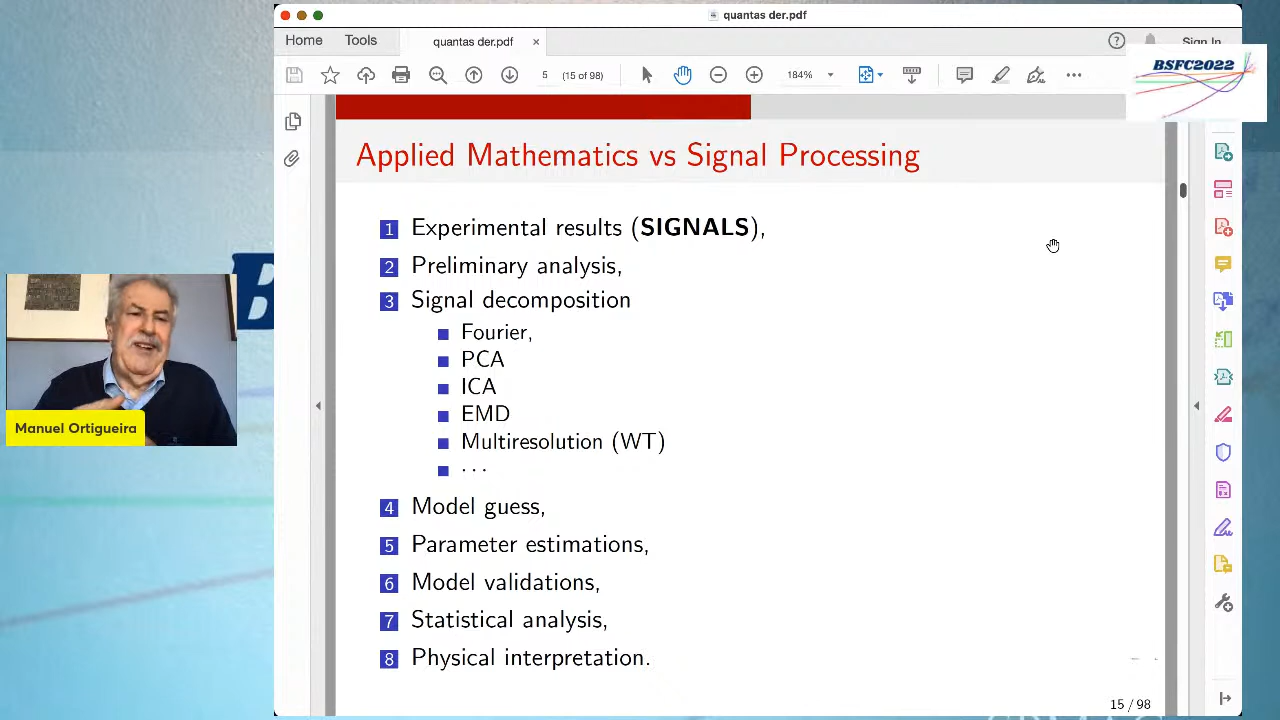 quantas der.pdf
Home Tools quantas der.pdf × Sign In
5 (15 of 98) 184%
BSFC2022
Applied Mathematics vs Signal Processing
1 Experimental results (SIGNALS),
2 Preliminary analysis,
3 Signal decomposition
Fourier,
PCA
ICA
EMD
Multiresolution (WT)
···
4 Model guess,
5 Parameter estimations,
6 Model validations,
7 Statistical analysis,
8 Physical interpretation.
15 / 98
Manuel Ortigueira